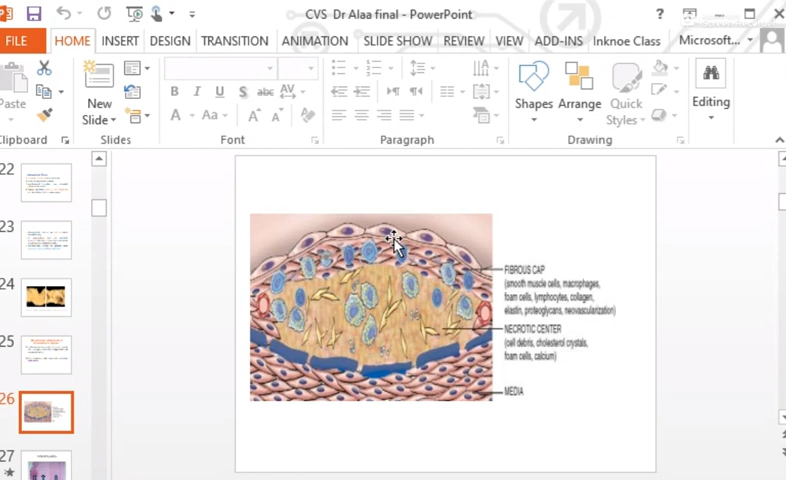 CVS Dr Alaa final - PowerPoint
FILE
HOME
INSERT
DESIGN
TRANSITION
ANIMATION
SLIDE SHOW
REVIEW
VIEW
ADD-INS
Inknoe Class
Microsoft...
Paste
New
Slide
Slides
B I U S abc AV
A Aa A A
Font
Paragraph
Shapes
Arrange
Quick
Styles
Drawing
Editing
Clipboard
22
23
24
25
26
27
FIBROUS CAP
(smooth muscle cells, macrophages,
foam cells, lymphocytes, collagen,
elastin, proteoglycans, neovascularization)
NECROTIC CENTER
(cell debris, cholesterol crystals,
foam cells, calcium)
MEDIA